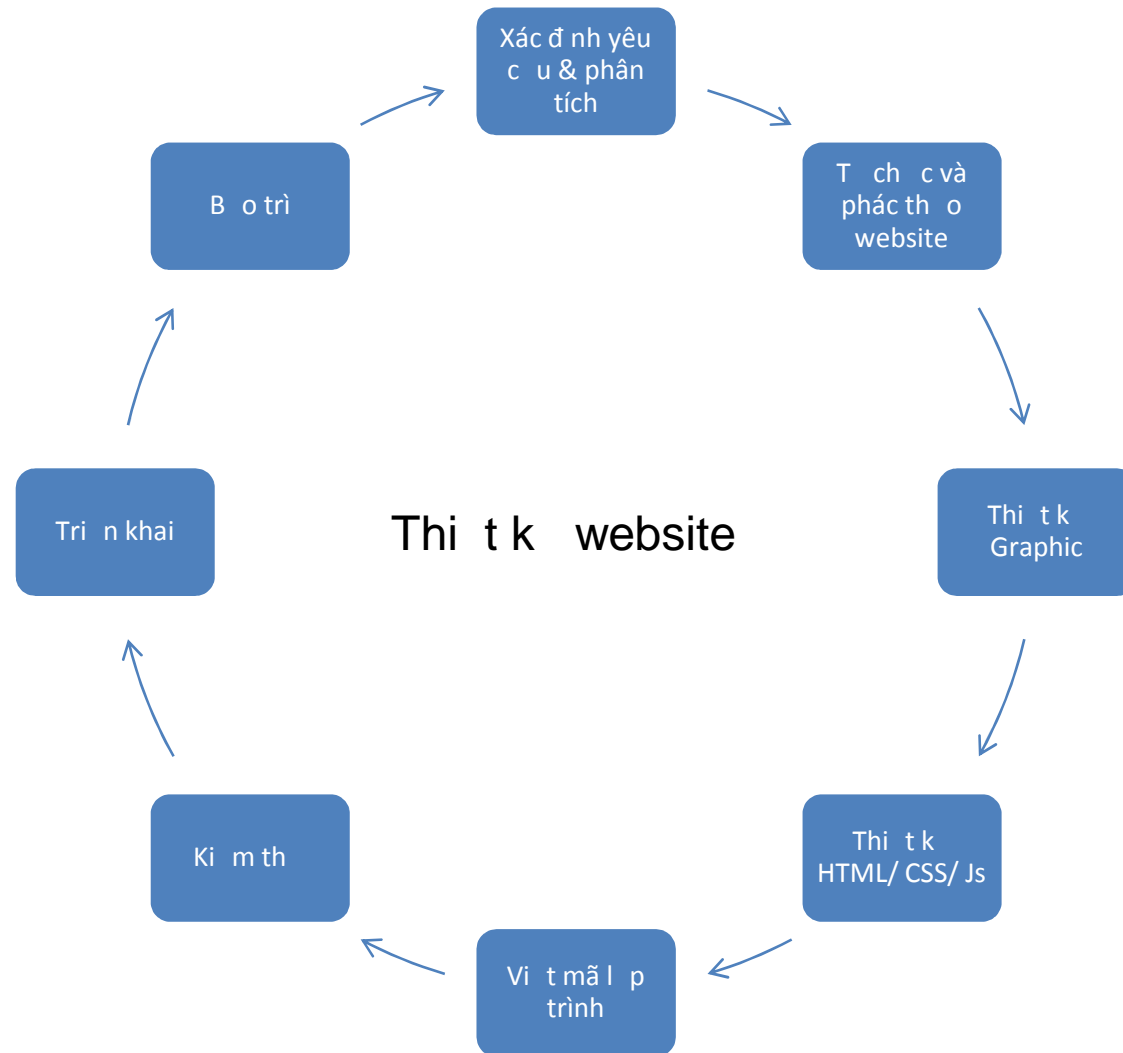 Xác đ nh yêu
c u & phân
tích
T ch c và
phác th o
website
Thi t k
Graphic
Thi t k
HTML/ CSS/ Js
Vi t mã l p
trình
Ki m th
Tri n khai
B o trì
Thi t k website